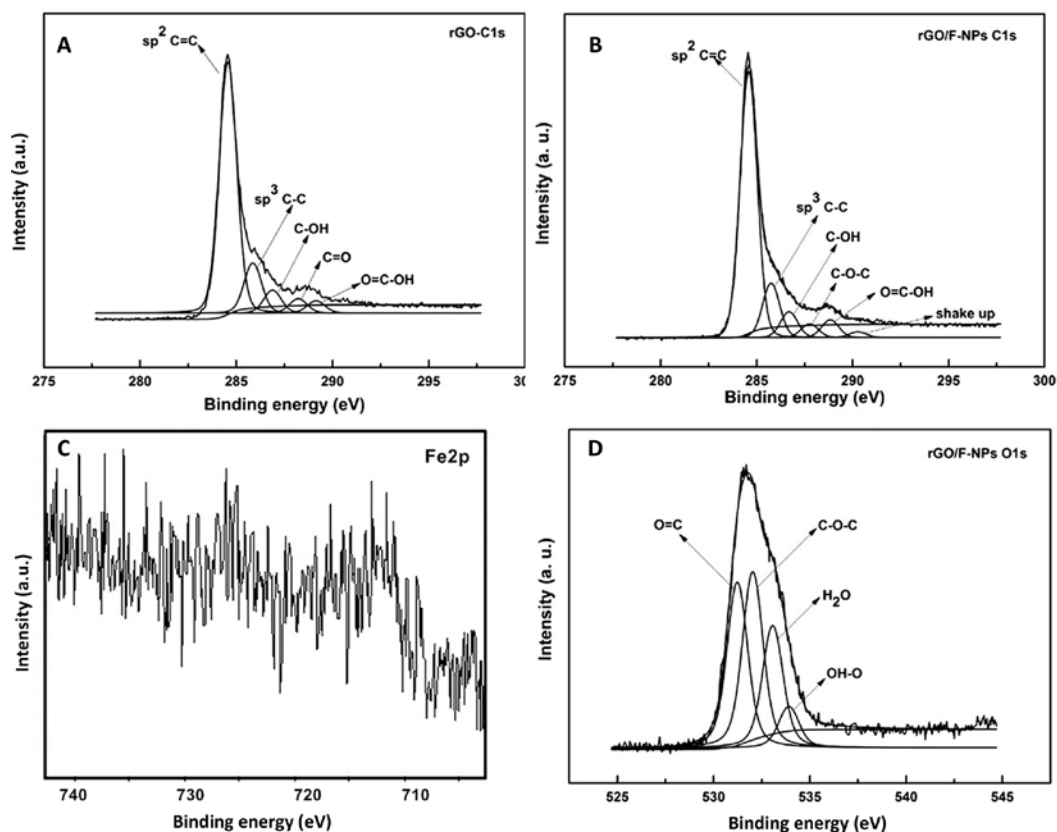 A
rGO-C1s
sp2 C=C
sp3 C-C
C-OH
C=O
O=C-OH
Intensity (a.u.)
275 280 285 290 295 30
Binding energy (eV)
B
rGO/F-NPs C1s
sp2 C=C
sp3 C-C
C-OH
C-O-C
O=C-OH
shake up
Intensity (a. u.)
275 280 285 290 295 300
Binding energy (eV)
C
Fe2p
Intensity (a.u.)
740 730 720 710
Binding energy (eV)
D
rGO/F-NPs O1s
O=C
C-O-C
H2O
OH-O
Intensity (a. u.)
525 530 535 540 545
Binding energy (eV)